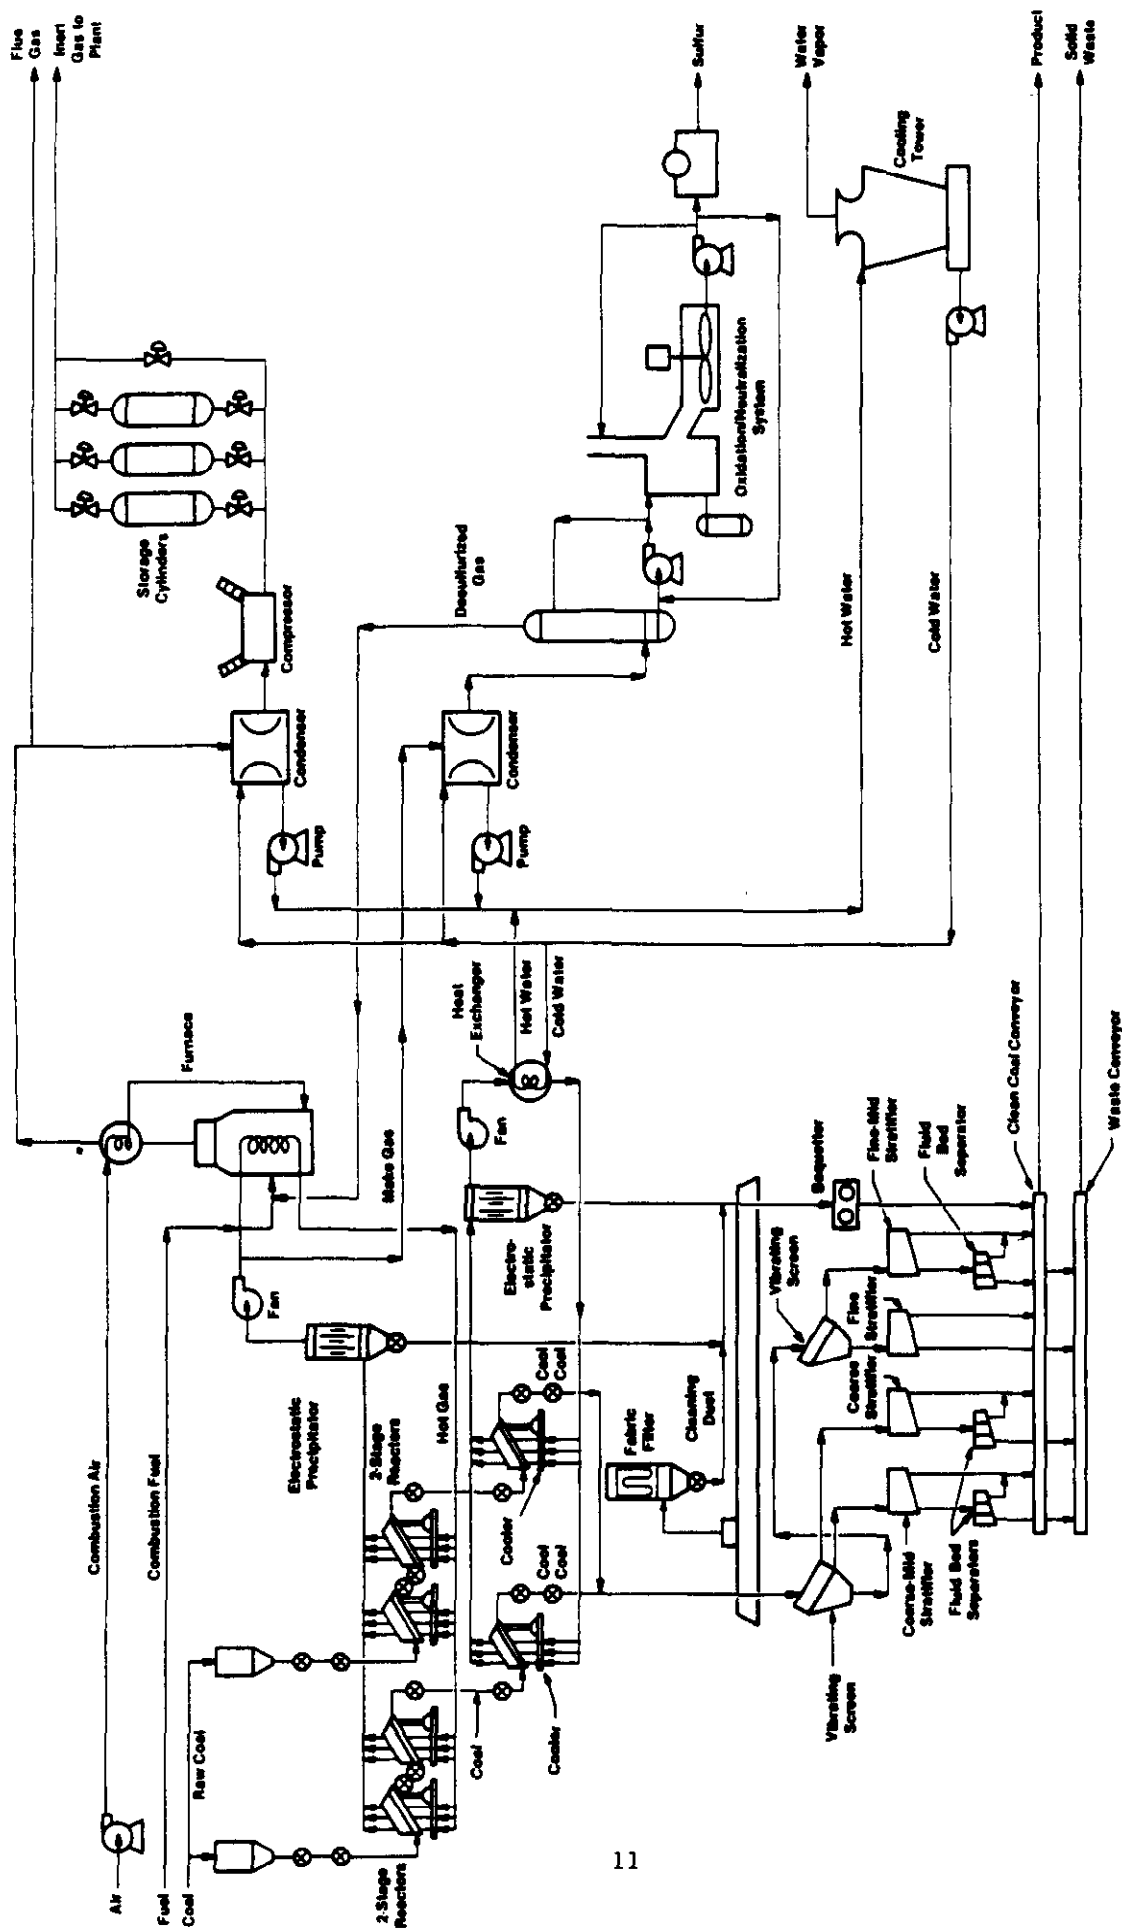 Air
Fuel
Coal
Combustion Air
Combustion Fuel
Raw Coal
2-Stage
Reactors
2-Stage
Reactors
Electrostatic
Precipitator
Fan
Furnace
Make Gas
Hot Gas
Coal
Cooler
Cooler
Cool
Coal
Cool
Coal
Electro-
static
Precipitator
Fan
Heat
Exchanger
Hot Water
Cold Water
Pump
Condenser
Pump
Condenser
Compressor
Storage
Cylinders
Flue
Gas
Inert
Gas to
Plant
Desulfurized
Gas
Oxidation/Neutralization
System
Sulfur
Water
Vapor
Cooling
Tower
Hot Water
Cold Water
Fabric
Filter
Cleaning
Dust
Vibrating
Screen
Vibrating
Screen
Coarse-Mid
Stratifier
Fluid Bed
Separators
Coarse
Stratifier
Fine
Stratifier
Fine-Mid
Stratifier
Fluid
Bed
Separator
Baquetter
Clean Coal Conveyor
Waste Conveyor
Product
Solid
Waste
11